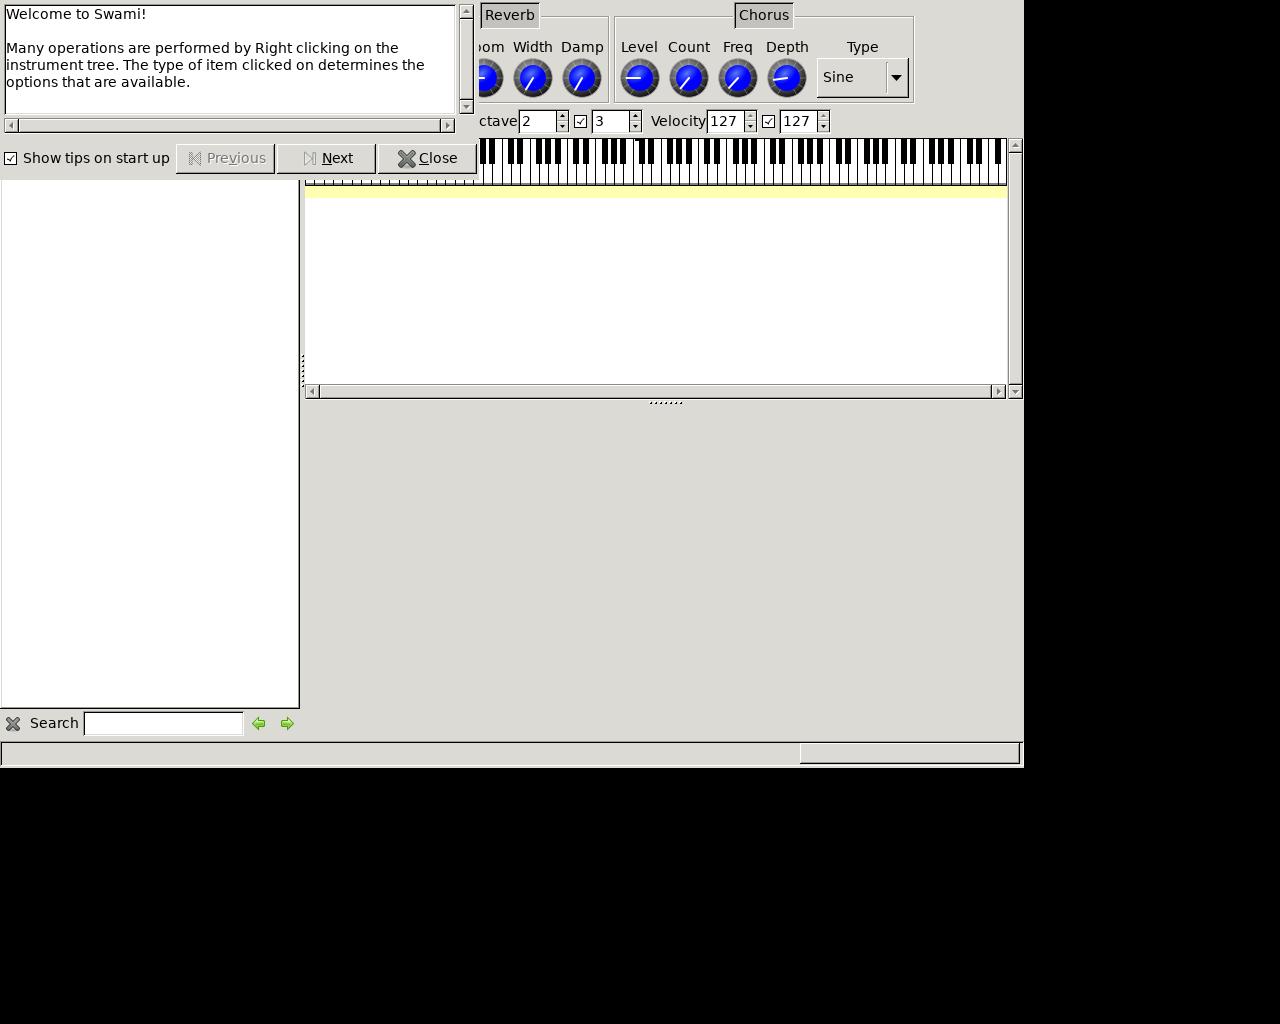 Welcome to Swami!
Many operations are performed by Right clicking on the
instrument tree. The type of item clicked on determines the
options that are available.
Show tips on start up
Previous
Next
Close
Reverb
Chorus
oom Width Damp
Level Count Freq Depth
Type
Sine
ctave 2
3
Velocity 127
127
Search